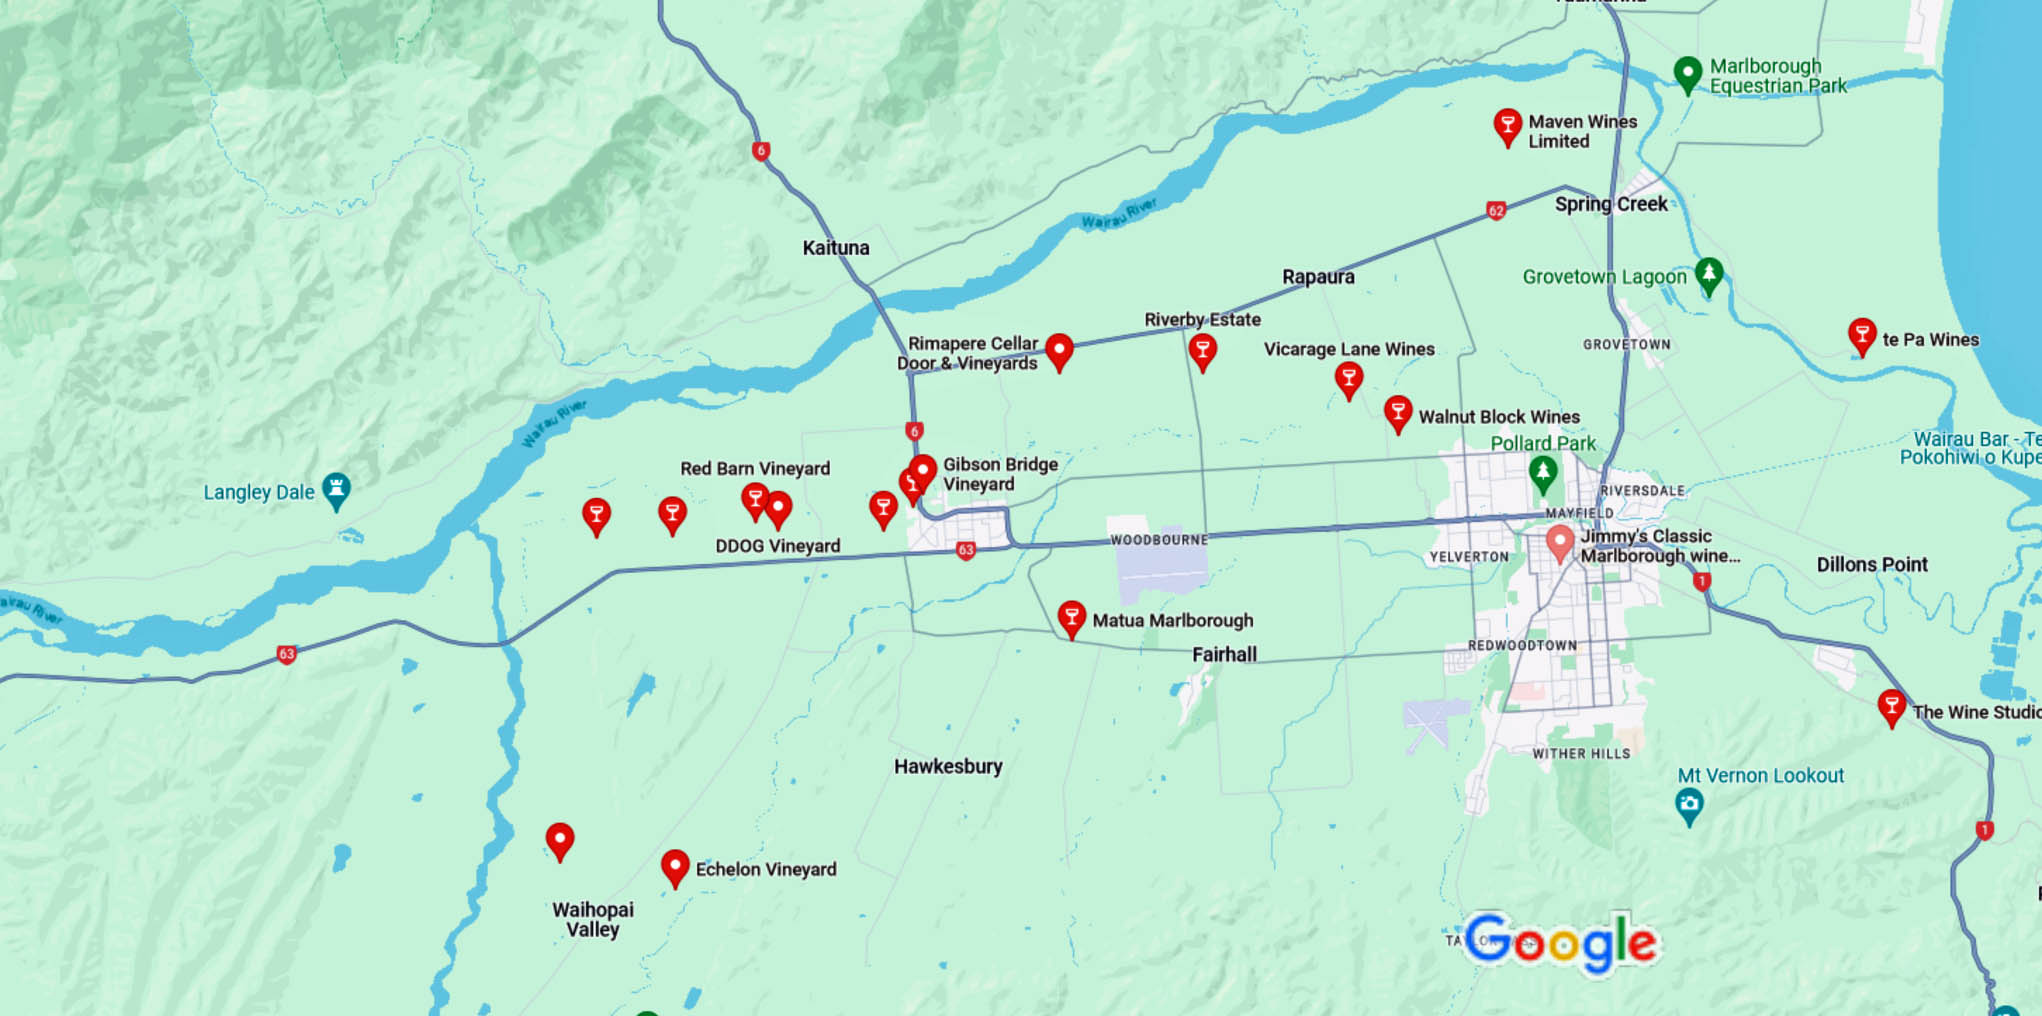 Marlborough
Equestrian Park
Maven Wines
Limited
6
62
Spring Creek
Wairau River
Kaituna
Rapaura
Grovetown Lagoon
Riverby Estate
te Pa Wines
GROVETOWN
Rimapere Cellar
Door & Vineyards
Vicarage Lane Wines
Walnut Block Wines
Wairau River
6
Pollard Park
Wairau Bar - Te
Pokohiwi o Kupe
Red Barn Vineyard
Gibson Bridge
Vineyard
Langley Dale
RIVERSDALE
MAYFIELD
DDOG Vineyard
63
WOODBOURNE
YELVERTON
Jimmy's Classic
Marlborough wine...
Dillons Point
1
airau River
Matua Marlborough
63
Fairhall
REDWOODTOWN
The Wine Studio
WITHER HILLS
Hawkesbury
Mt Vernon Lookout
1
Echelon Vineyard
Waihopai
Valley
Google